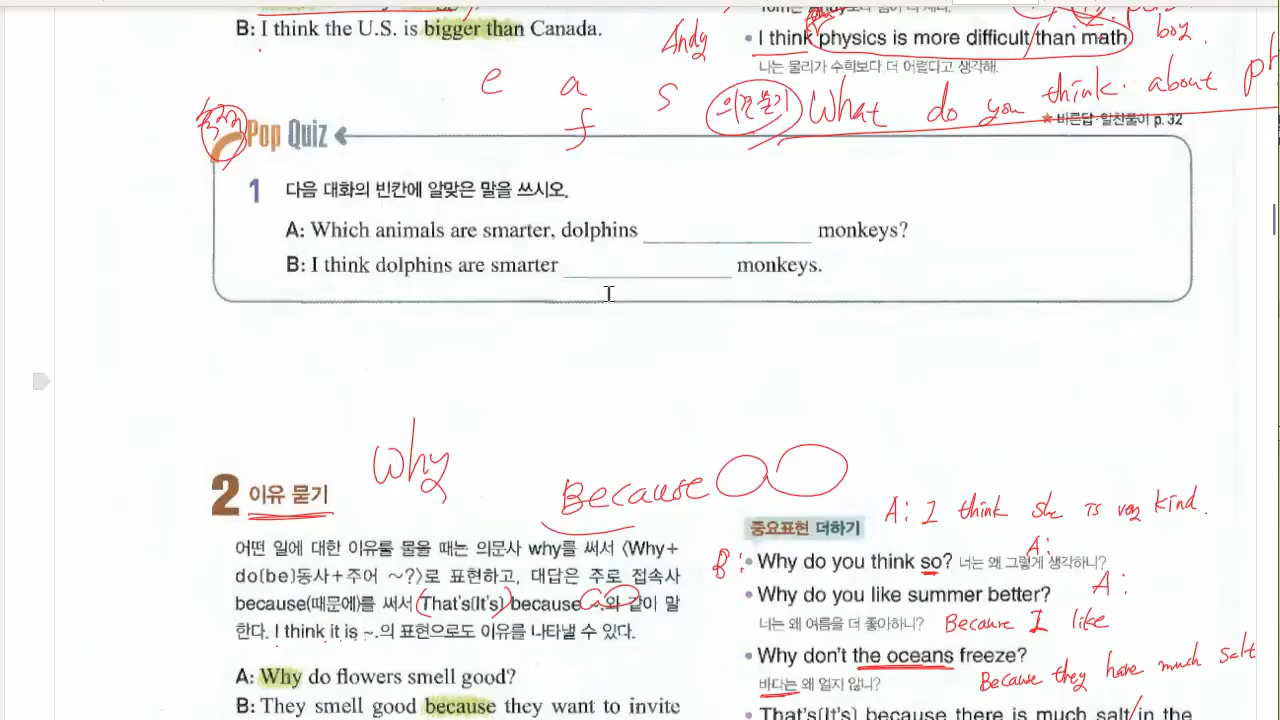 B: I think the U.S. is bigger than Canada.
Andy
• I think physics is more difficult than math.
boy.
나는 물리가 수학보다 더 어렵다고 생각해.
e a s
f
의견묻기 What do you think. about ph
★ 바른답·알찬풀이 p. 32
Pop Quiz
1 다음 대화의 빈칸에 알맞은 말을 쓰시오.
A: Which animals are smarter, dolphins ____________ monkeys?
B: I think dolphins are smarter ____________ monkeys.
why
Because
2 이유 묻기
어떤 일에 대한 이유를 물을 때는 의문사 why를 써서 〈Why+
do(be)동사+주어 ~?〉로 표현하고, 대답은 주로 접속사
because(때문에)를 써서 That's(It's) because ~.와 같이 말
한다. I think it is ~.의 표현으로도 이유를 나타낼 수 있다.
A: Why do flowers smell good?
B: They smell good because they want to invite
A: I think she is very kind.
중요표현 더하기
A:
B: • Why do you think so? 너는 왜 그렇게 생각하니?
• Why do you like summer better? A:
너는 왜 여름을 더 좋아하니? Because I like
• Why don't the oceans freeze?
바다는 왜 얼지 않니? Because they have much salt
• That's(It's) because there is much salt in the